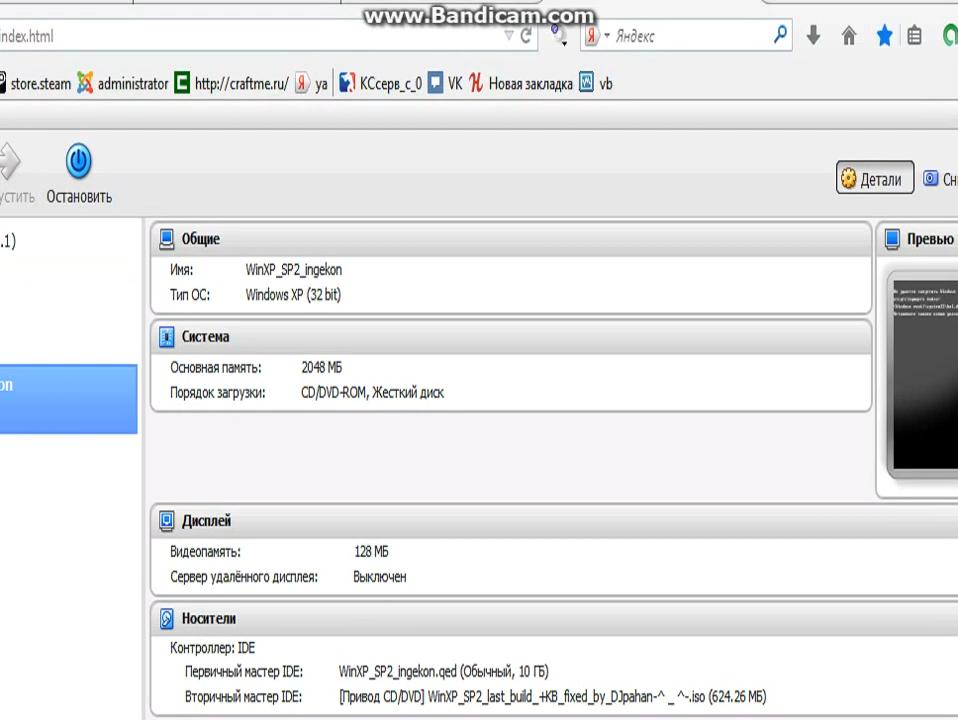 www.Bandicam.com
index.html
Яндекс
store.steam administrator http://craftme.ru/ ya КСсерв_с_0 VK Новая закладка vb
устить Остановить Детали Сн
.1)
on
Общие
Имя: WinXP_SP2_ingekon
Тип ОС: Windows XP (32 bit)
Система
Основная память: 2048 МБ
Порядок загрузки: CD/DVD-ROM, Жесткий диск
Превью
Дисплей
Видеопамять: 128 МБ
Сервер удалённого дисплея: Выключен
Носители
Контроллер: IDE
Первичный мастер IDE: WinXP_SP2_ingekon.qed (Обычный, 10 ГБ)
Вторичный мастер IDE: [Привод CD/DVD] WinXP_SP2_last_build_+KB_fixed_by_DJpahan-^ _ ^-.iso (624.26 МБ)